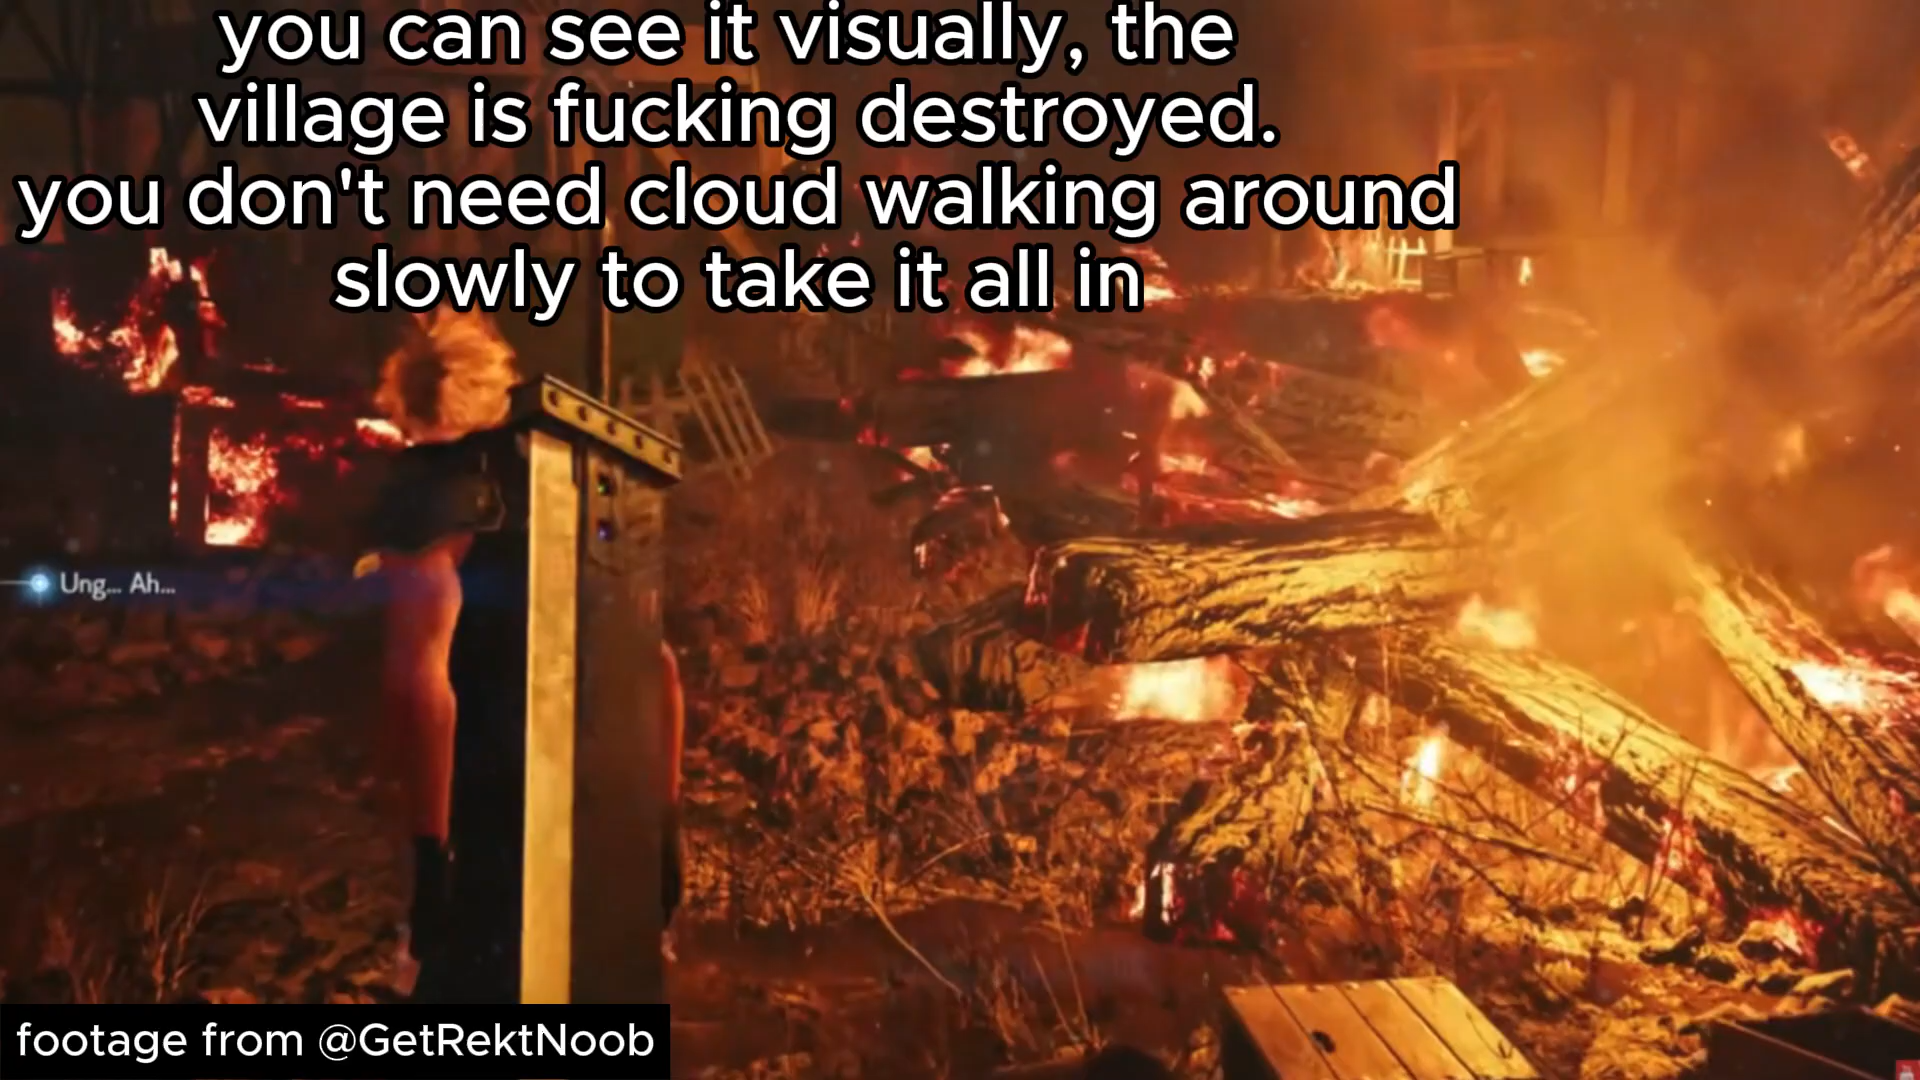 you can see it visually, the
village is fucking destroyed.
you don't need cloud walking around
slowly to take it all in
Ung... Ah...
footage from @GetRektNoob